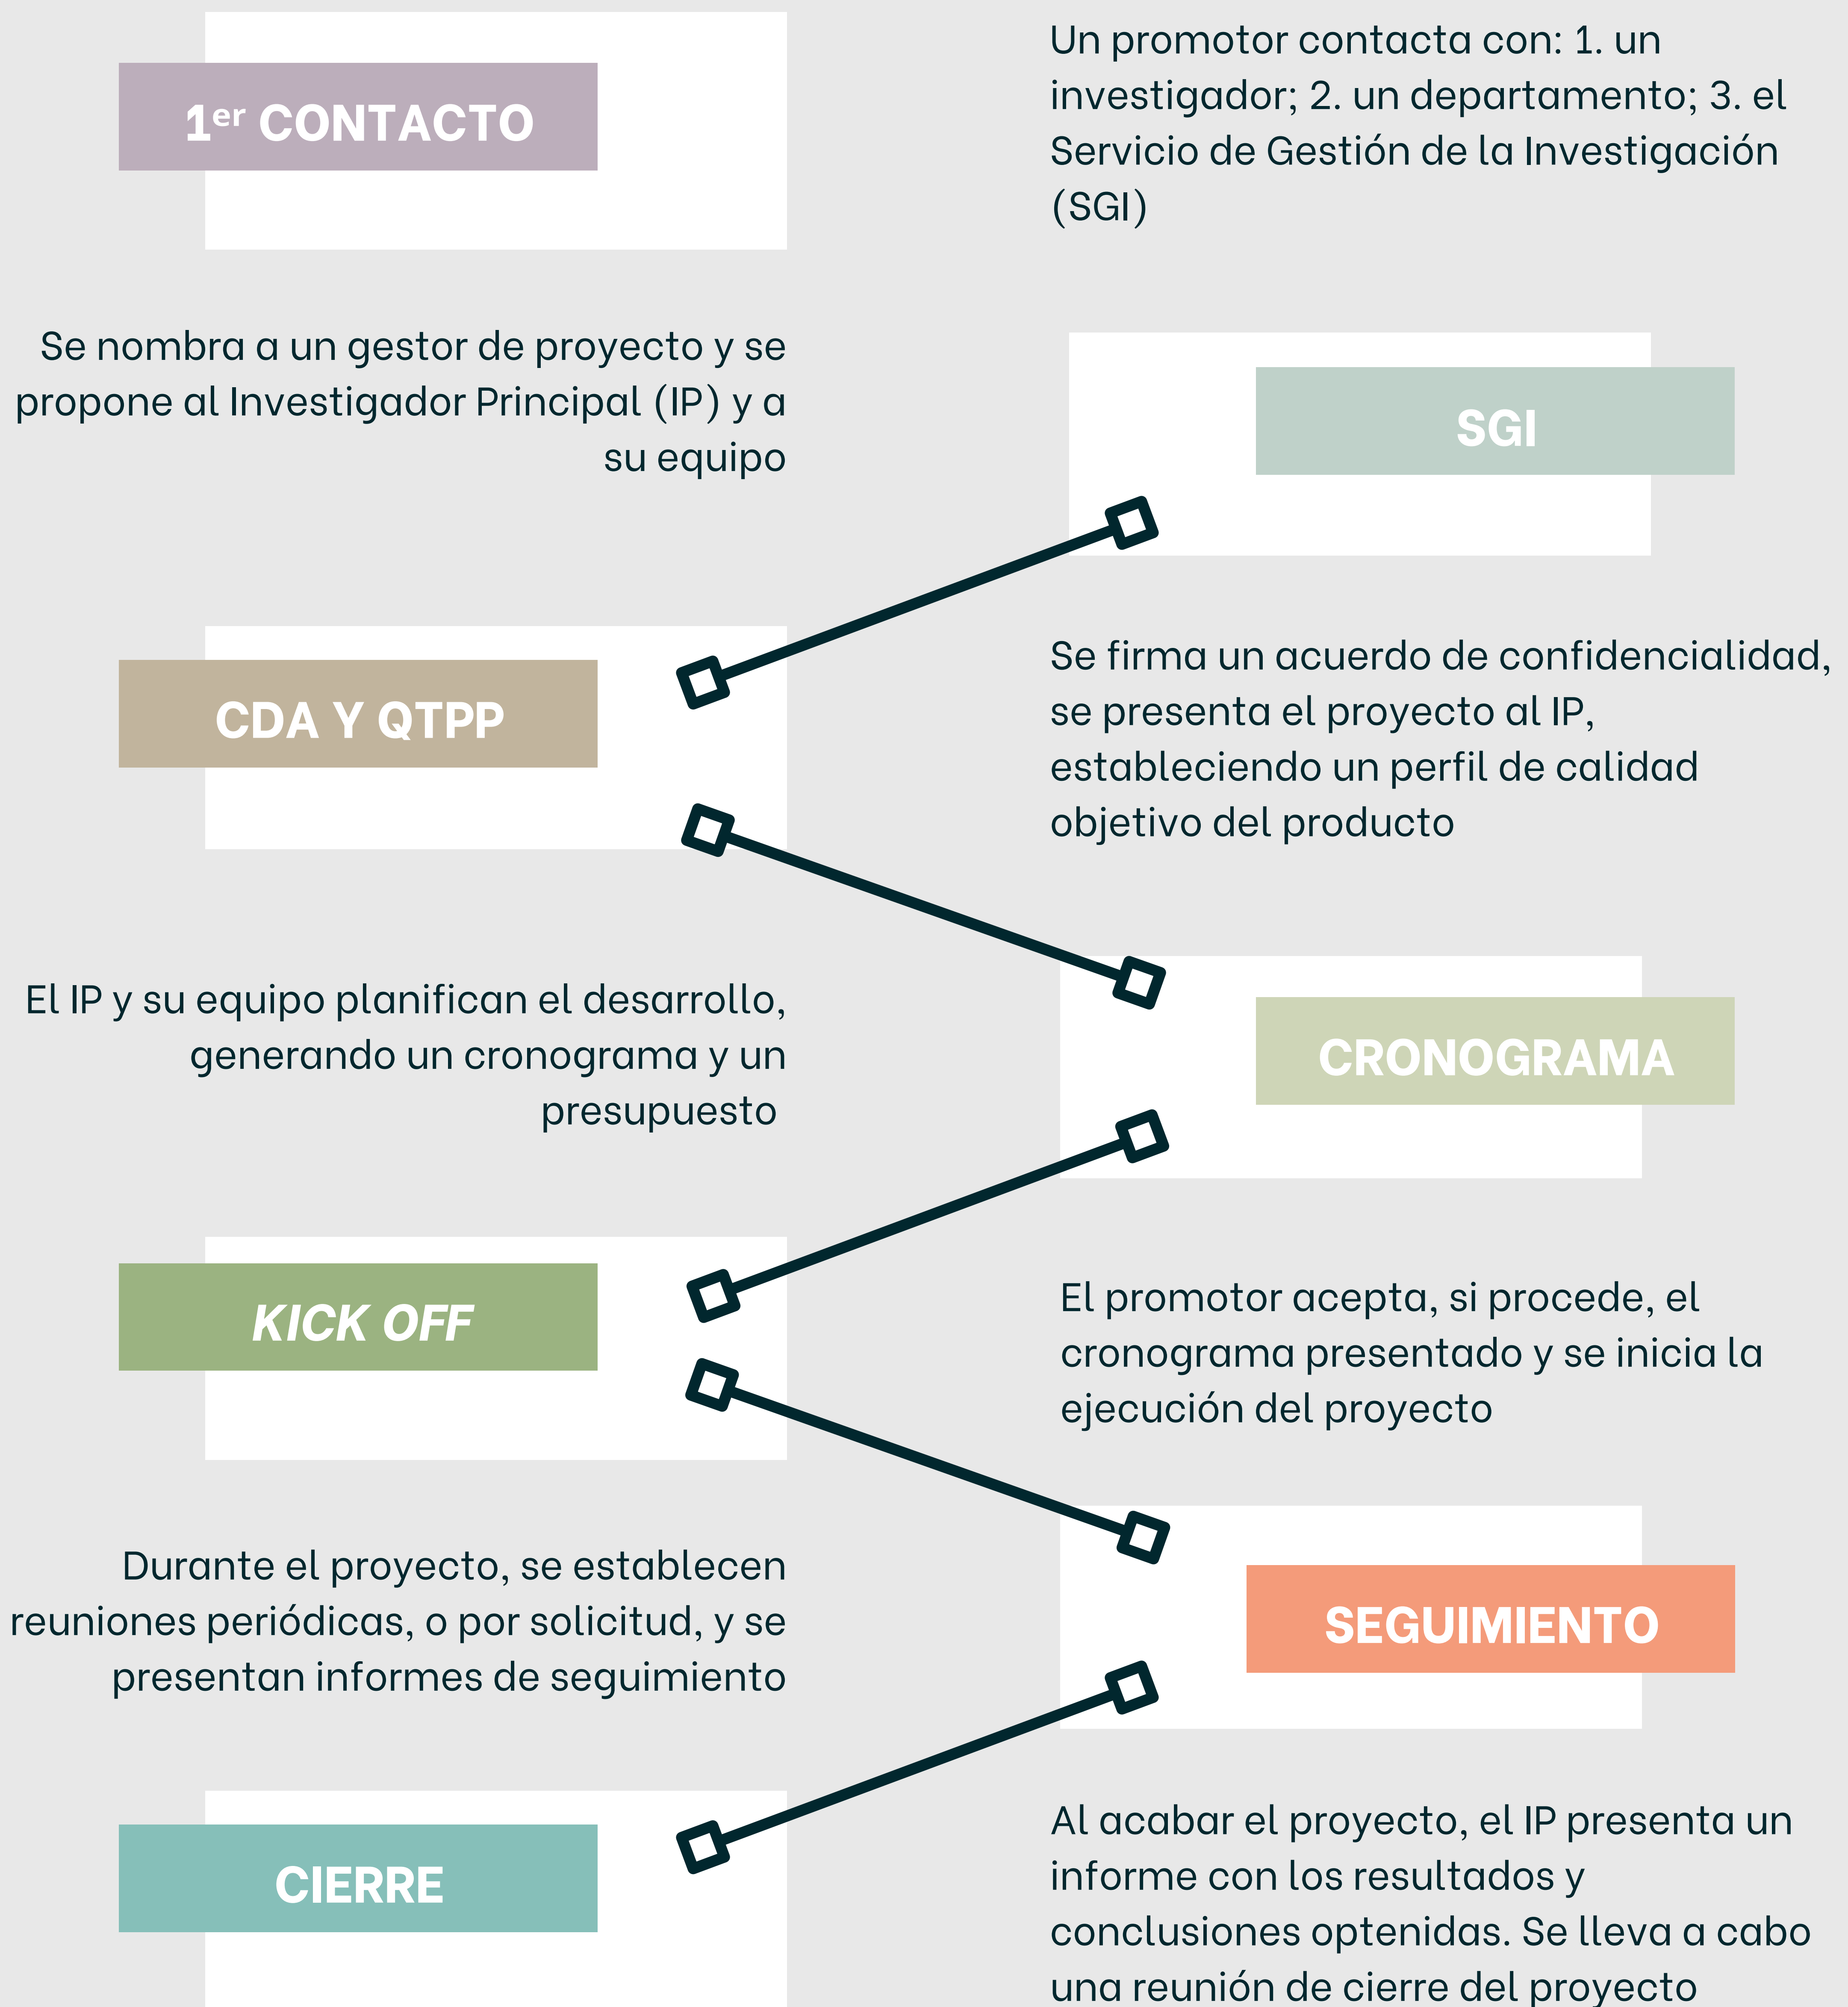 1er CONTACTO
Un promotor contacta con: 1. un
investigador; 2. un departamento; 3. el
Servicio de Gestión de la Investigación
(SGI)
SGI
Se nombra a un gestor de proyecto y se
propone al Investigador Principal (IP) y a
su equipo
CDA Y QTPP
Se firma un acuerdo de confidencialidad,
se presenta el proyecto al IP,
estableciendo un perfil de calidad
objetivo del producto
CRONOGRAMA
El IP y su equipo planifican el desarrollo,
generando un cronograma y un
presupuesto
KICK OFF
El promotor acepta, si procede, el
cronograma presentado y se inicia la
ejecución del proyecto
SEGUIMIENTO
Durante el proyecto, se establecen
reuniones periódicas, o por solicitud, y se
presentan informes de seguimiento
CIERRE
Al acabar el proyecto, el IP presenta un
informe con los resultados y
conclusiones optenidas. Se lleva a cabo
una reunión de cierre del proyecto